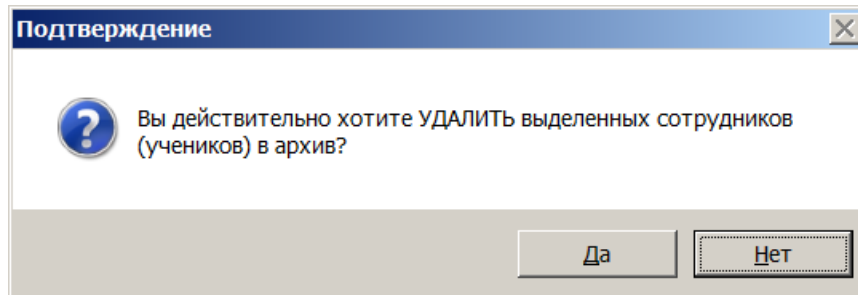 Подтверждение
Вы действительно хотите УДАЛИТЬ выделенных сотрудников
(учеников) в архив?
Да
Нет